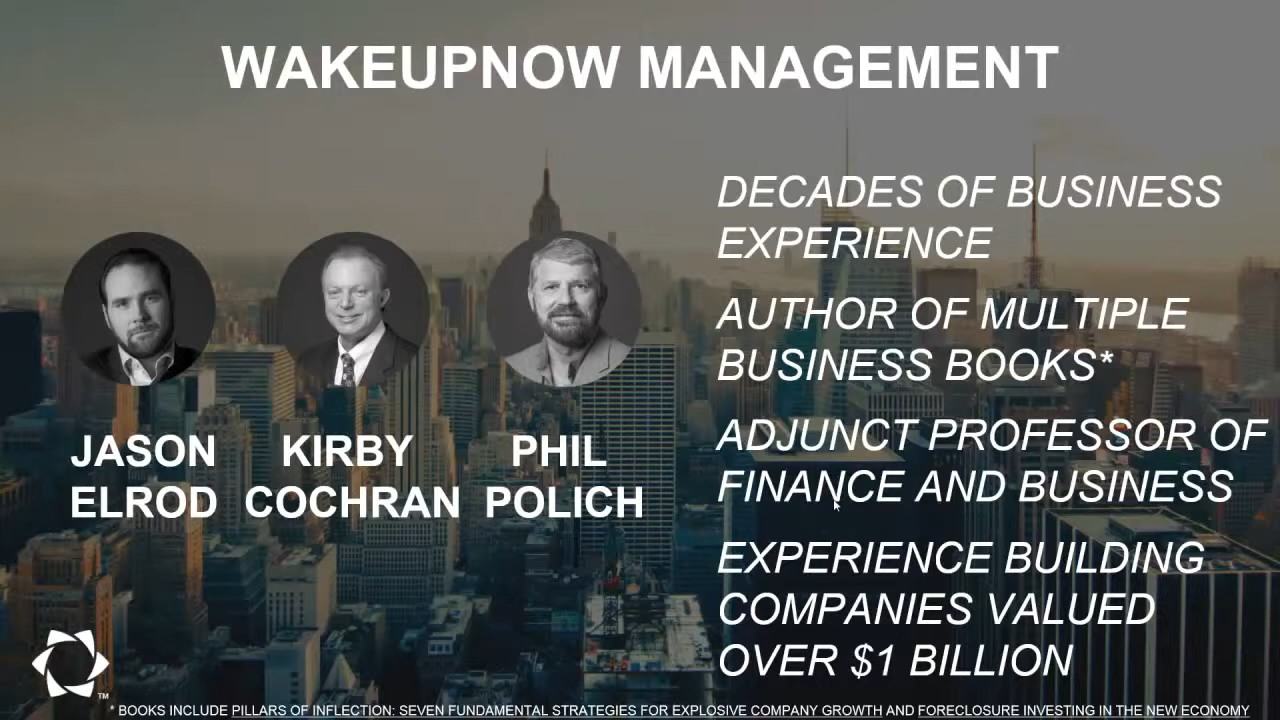 WAKEUPNOW MANAGEMENT
JASON
ELROD
KIRBY
COCHRAN
PHIL
POLICH
DECADES OF BUSINESS
EXPERIENCE
AUTHOR OF MULTIPLE
BUSINESS BOOKS*
ADJUNCT PROFESSOR OF
FINANCE AND BUSINESS
EXPERIENCE BUILDING
COMPANIES VALUED
OVER $1 BILLION
TM
* BOOKS INCLUDE PILLARS OF INFLECTION: SEVEN FUNDAMENTAL STRATEGIES FOR EXPLOSIVE COMPANY GROWTH AND FORECLOSURE INVESTING IN THE NEW ECONOMY